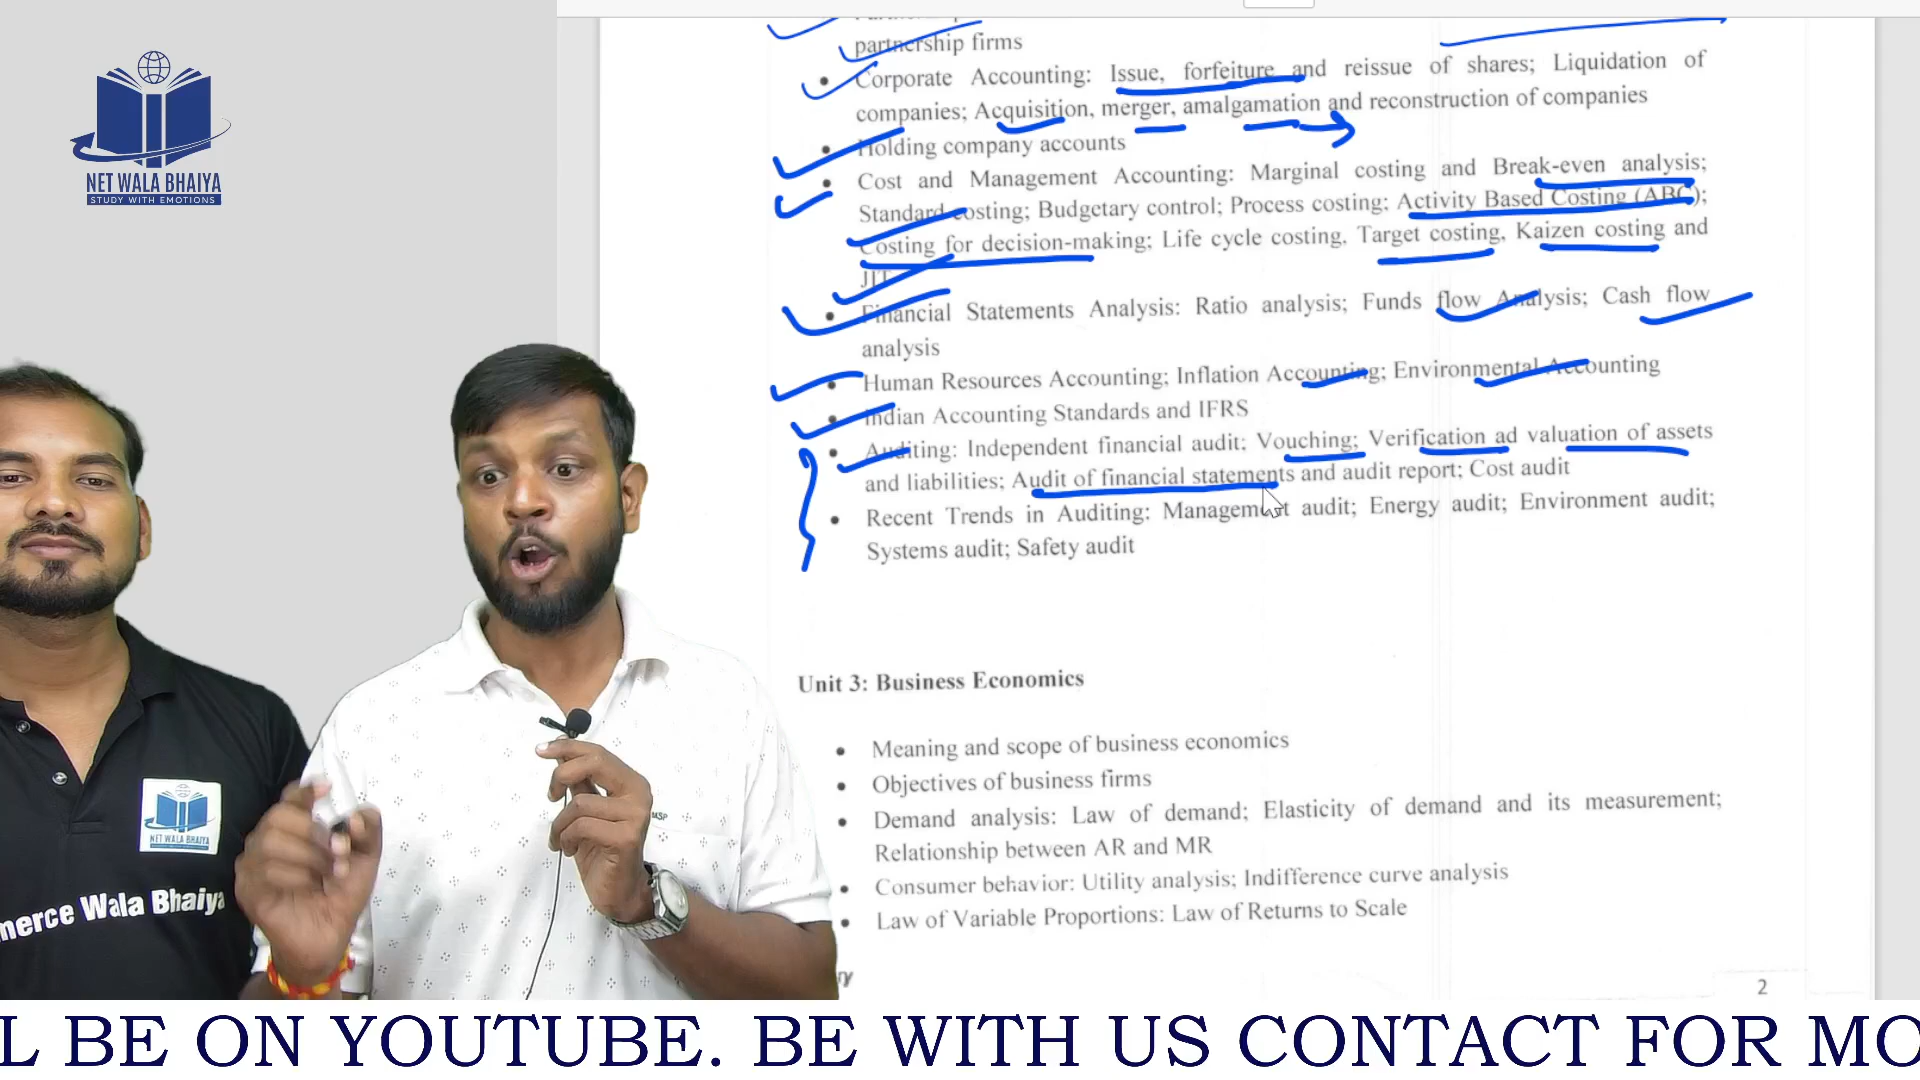 NET WALA BHAIYA
STUDY WITH EMOTIONS
partnership firms
Corporate Accounting: Issue, forfeiture and reissue of shares; Liquidation of
companies; Acquisition, merger, amalgamation and reconstruction of companies
Holding company accounts
Cost and Management Accounting: Marginal costing and Break-even analysis;
Standard costing; Budgetary control; Process costing; Activity Based Costing (ABC);
Costing for decision-making; Life cycle costing, Target costing, Kaizen costing and
JIT
Financial Statements Analysis: Ratio analysis; Funds flow Analysis; Cash flow
analysis
Human Resources Accounting; Inflation Accounting; Environmental Accounting
Indian Accounting Standards and IFRS
Auditing: Independent financial audit; Vouching; Verification ad valuation of assets
and liabilities; Audit of financial statements and audit report; Cost audit
Recent Trends in Auditing: Management audit; Energy audit; Environment audit;
Systems audit; Safety audit
Unit 3: Business Economics
Meaning and scope of business economics
Objectives of business firms
Demand analysis: Law of demand; Elasticity of demand and its measurement;
Relationship between AR and MR
Consumer behavior: Utility analysis; Indifference curve analysis
Law of Variable Proportions: Law of Returns to Scale
2
NET WALA BHAIYA
merce Wala Bhaiya
MSP
L BE ON YOUTUBE. BE WITH US CONTACT FOR MO